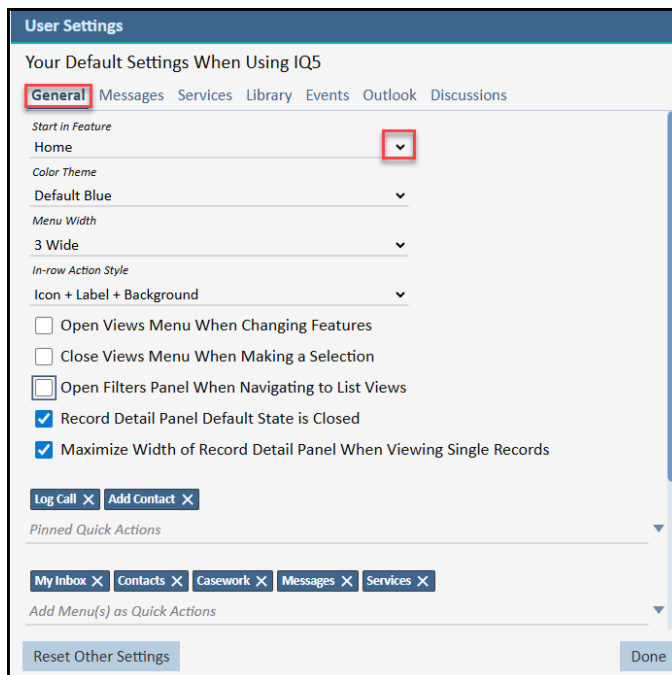 User Settings
Your Default Settings When Using IQ5
General Messages Services Library Events Outlook Discussions
Start in Feature
Home
Color Theme
Default Blue
Menu Width
3 Wide
In-row Action Style
Icon + Label + Background
Open Views Menu When Changing Features
Close Views Menu When Making a Selection
Open Filters Panel When Navigating to List Views
Record Detail Panel Default State is Closed
Maximize Width of Record Detail Panel When Viewing Single Records
Log Call Add Contact
Pinned Quick Actions
My Inbox Contacts Casework Messages Services
Add Menu(s) as Quick Actions
Reset Other Settings Done